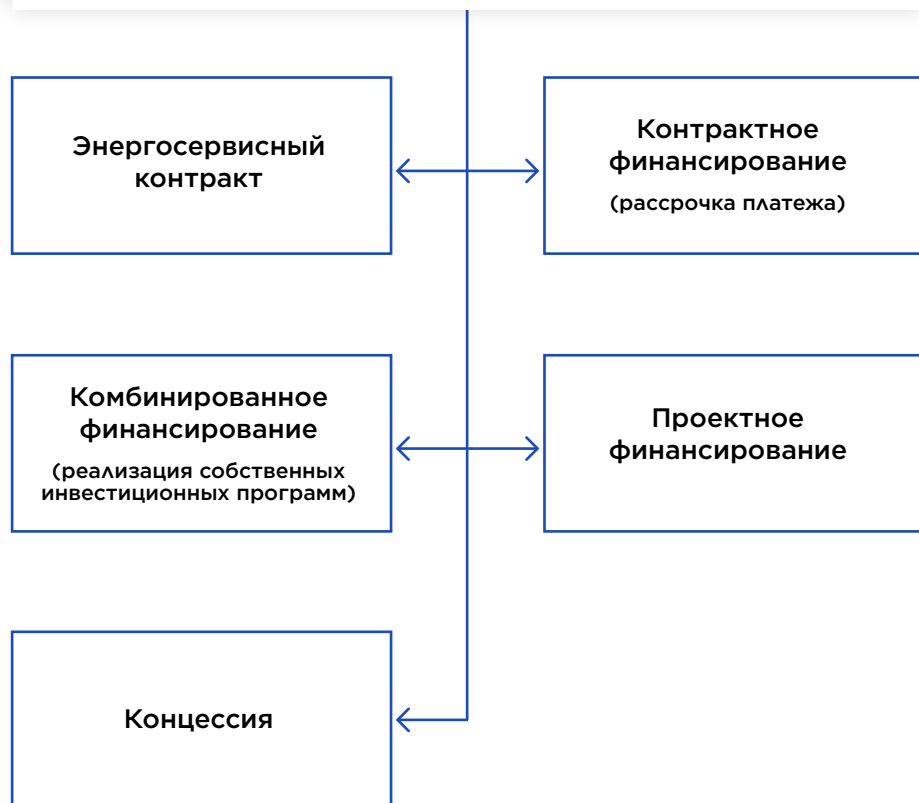 Энергосервисный
контракт
Контрактное
финансирование
(рассрочка платежа)
Комбинированное
финансирование
(реализация собственных
инвестиционных программ)
Проектное
финансирование
Концессия